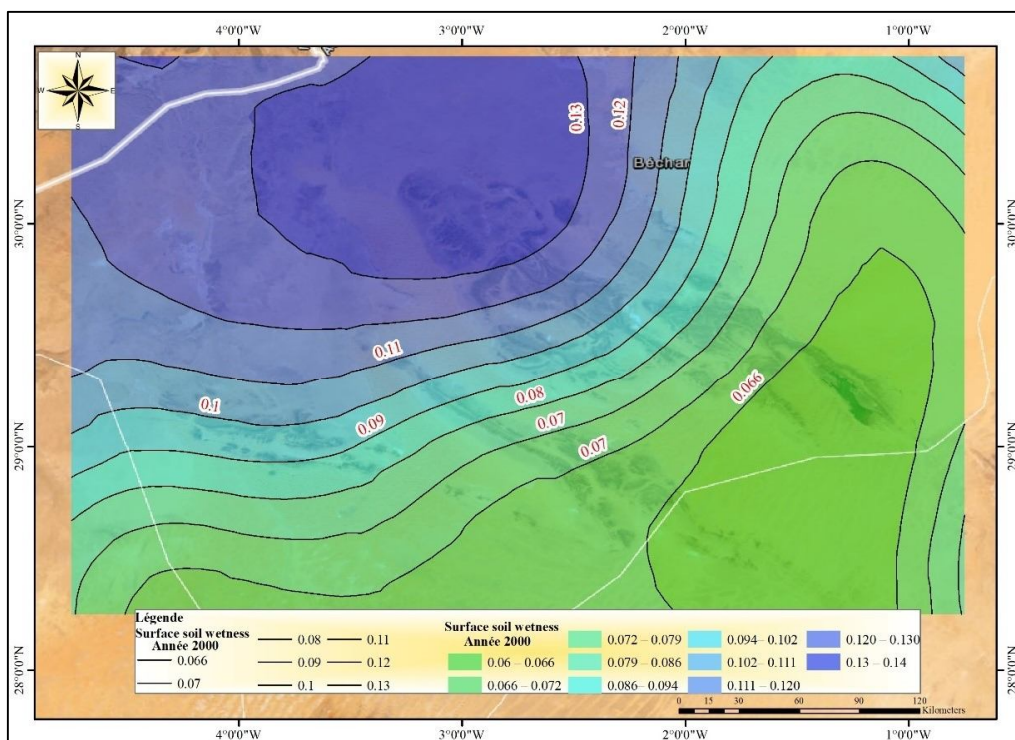 4°0'0"W 3°0'0"W 2°0'0"W 1°0'0"W
N
W E
S
0.13
0.12
Béchar
30°0'0"N 30°0'0"N
0.11
0.1
0.09
0.08
0.07
0.07
0.066
29°0'0"N 29°0'0"N
28°0'0"N 28°0'0"N
Légende
Surface soil wetness
Année 2000
0.066
0.07
0.08
0.09
0.1
0.11
0.12
0.13
Surface soil wetness
Année 2000
0.06 – 0.066
0.066 – 0.072
0.072 – 0.079
0.079 – 0.086
0.086 – 0.094
0.094– 0.102
0.102 – 0.111
0.111 – 0.120
0.120 – 0.130
0.13 – 0.14
0 15 30 60 90 120
Kilometers
4°0'0"W 3°0'0"W 2°0'0"W 1°0'0"W